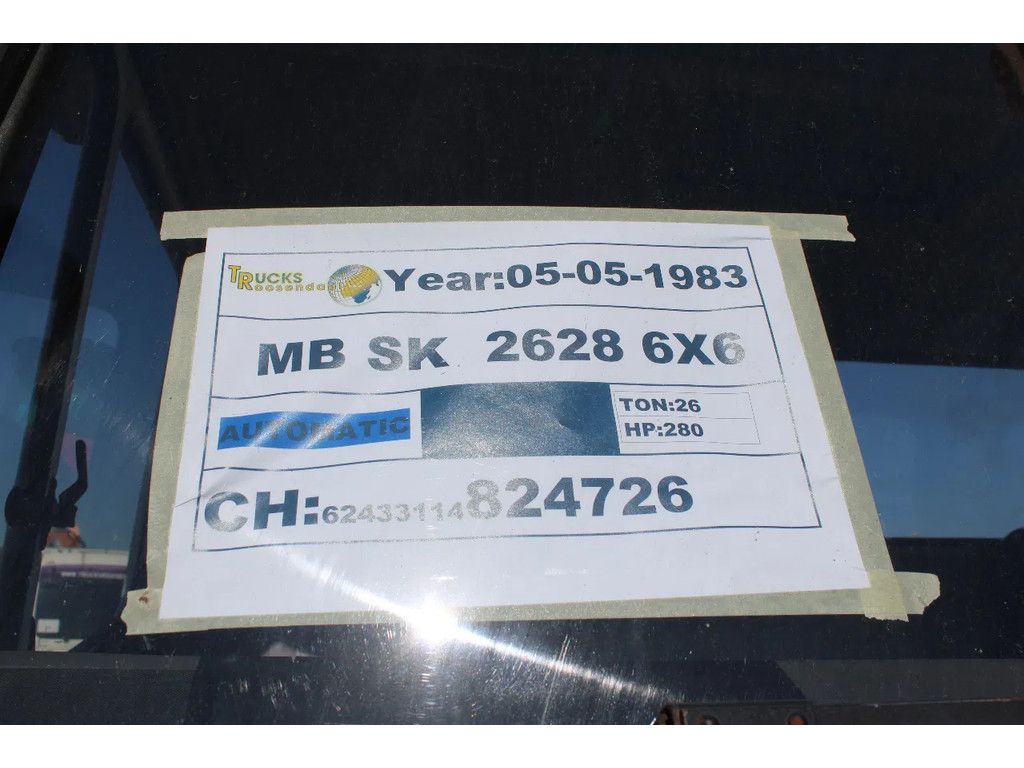 TRUCKS
Roosendaal
Year:05-05-1983
MB SK 2628 6X6
AUTOMATIC
TON:26
HP:280
CH:62433114824726